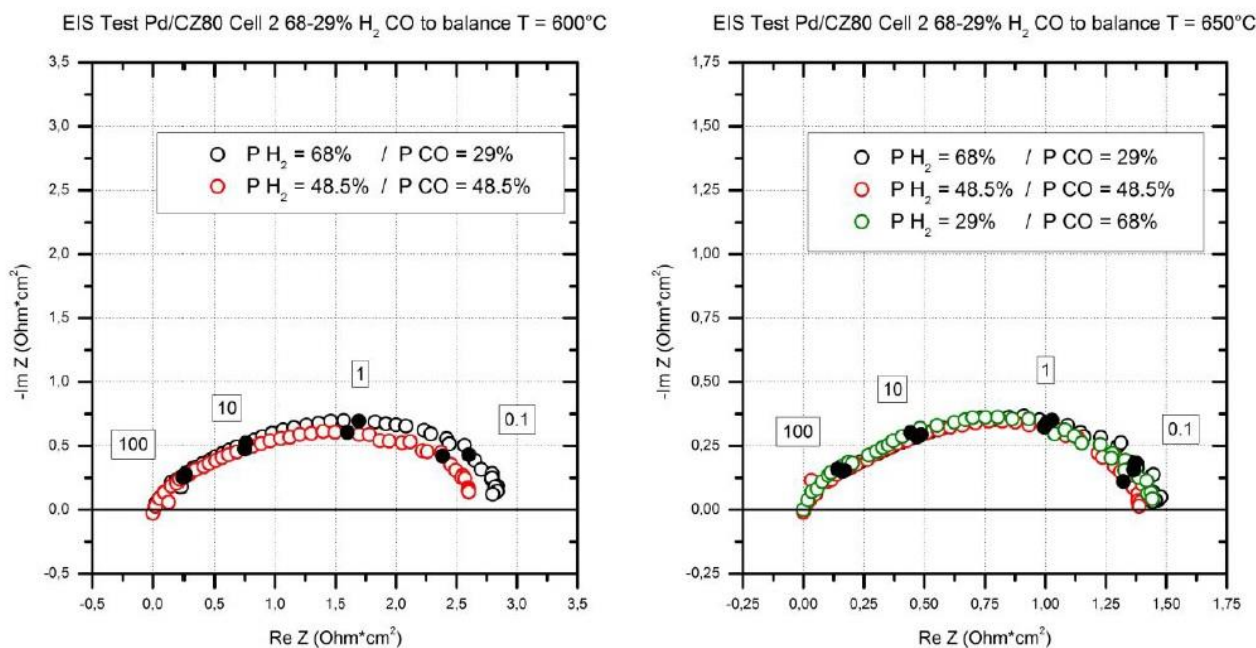 EIS Test Pd/CZ80 Cell 2 68-29% H₂ CO to balance T = 600°C
3,5
3,0
2,5
2,0
1,5
1,0
0,5
0,0
-0,5
-Im Z (Ohm*cm²)
P H₂ = 68% / P CO = 29%
P H₂ = 48.5% / P CO = 48.5%
100
10
1
0.1
-0,5 0,0 0,5 1,0 1,5 2,0 2,5 3,0 3,5
Re Z (Ohm*cm²)
EIS Test Pd/CZ80 Cell 2 68-29% H₂ CO to balance T = 650°C
1,75
1,50
1,25
1,00
0,75
0,50
0,25
0,00
-0,25
-Im Z (Ohm*cm²)
P H₂ = 68% / P CO = 29%
P H₂ = 48.5% / P CO = 48.5%
P H₂ = 29% / P CO = 68%
100
10
1
0.1
-0,25 0,00 0,25 0,50 0,75 1,00 1,25 1,50 1,75
Re Z (Ohm*cm²)